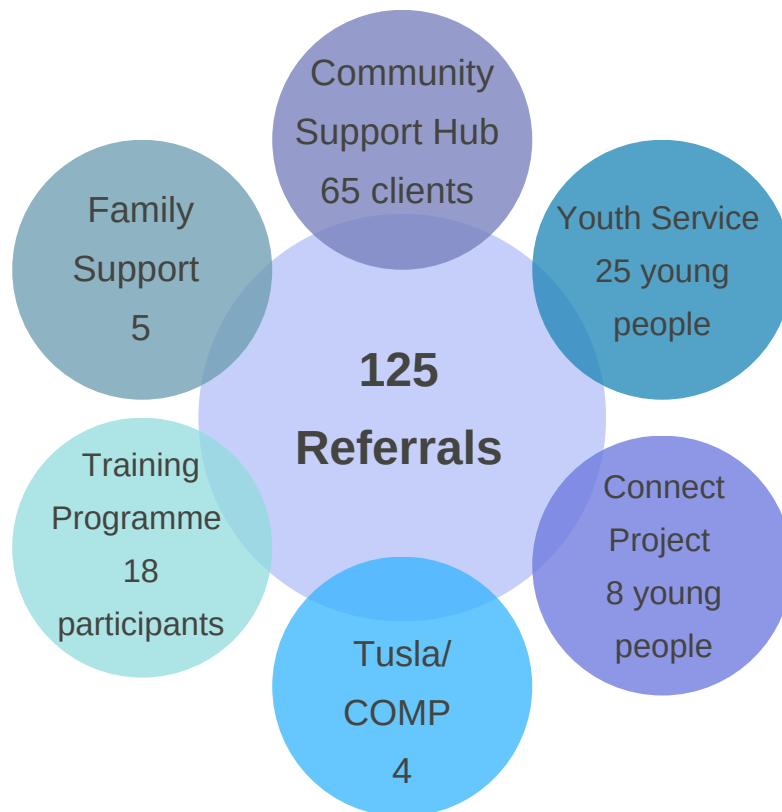 Community
Support Hub
65 clients
Family
Support
5
Youth Service
25 young
people
125
Referrals
Training
Programme
18
participants
Connect
Project
8 young
people
Tusla/
COMP
4